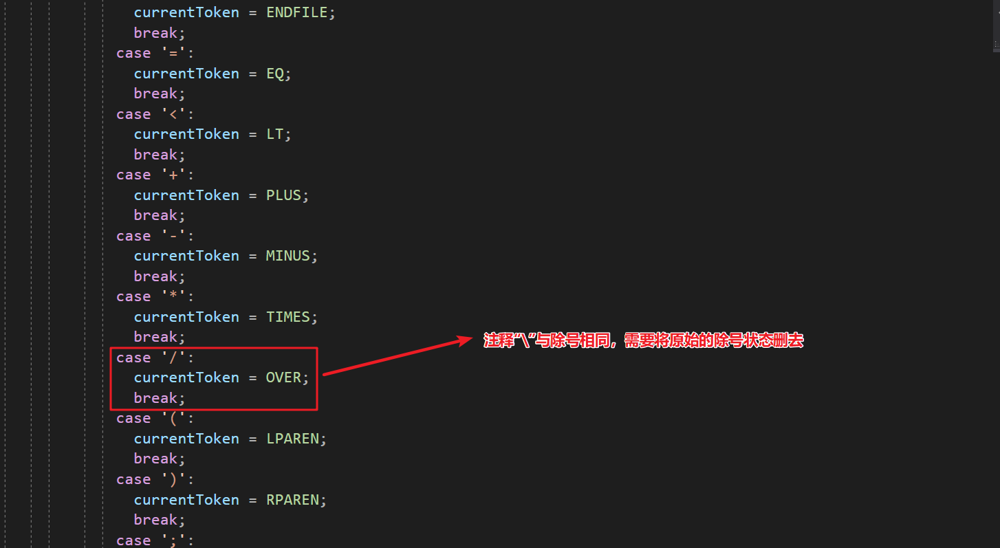 currentToken = ENDFILE;
break;
case '=':
currentToken = EQ;
break;
case '<':
currentToken = LT;
break;
case '+':
currentToken = PLUS;
break;
case '-':
currentToken = MINUS;
break;
case '*':
currentToken = TIMES;
break;
注释“\”与除号相同，需要将原始的除号状态删去
case '/':
currentToken = OVER;
break;
case '(':
currentToken = LPAREN;
break;
case ')':
currentToken = RPAREN;
break;
case ';':